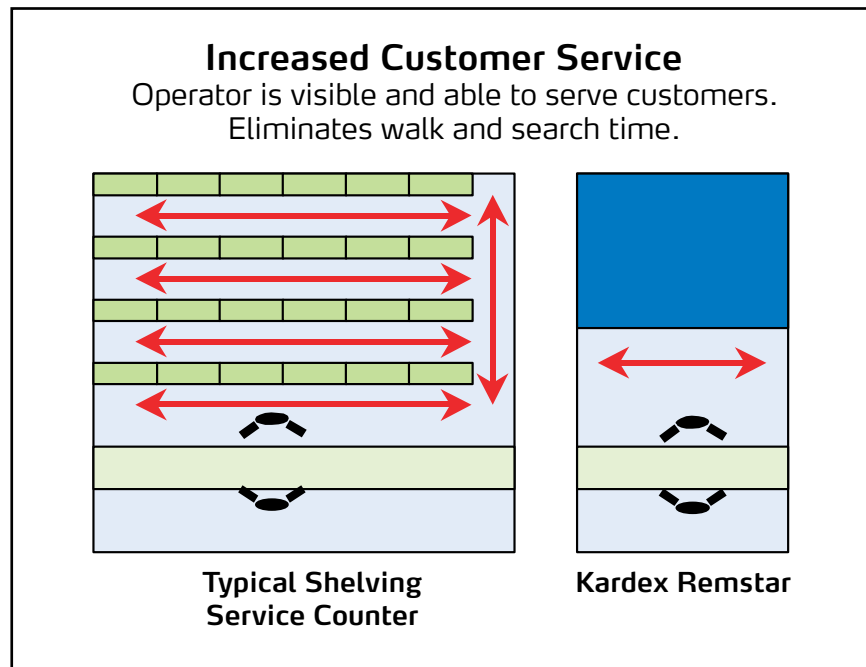 Increased Customer Service
Operator is visible and able to serve customers.
Eliminates walk and search time.
Typical Shelving
Service Counter
Kardex Remstar